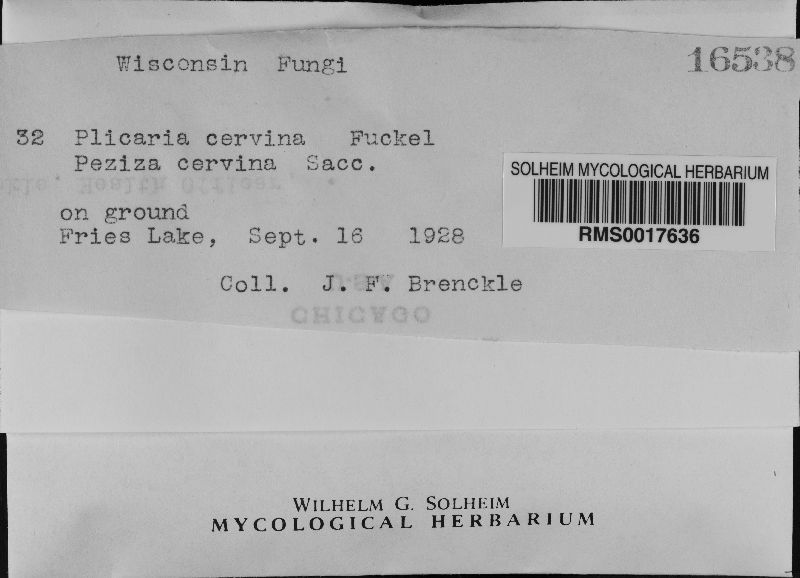 Wisconsin Fungi
16538
32 Plicaria cervina Fuckel
Peziza cervina Sacc.
on ground
Fries Lake, Sept. 16 1928
Coll. J. F. Brenckle
CHICAGO
SOLHEIM MYCOLOGICAL HERBARIUM
RMS0017636
WILHELM G. SOLHEIM
MYCOLOGICAL HERBARIUM